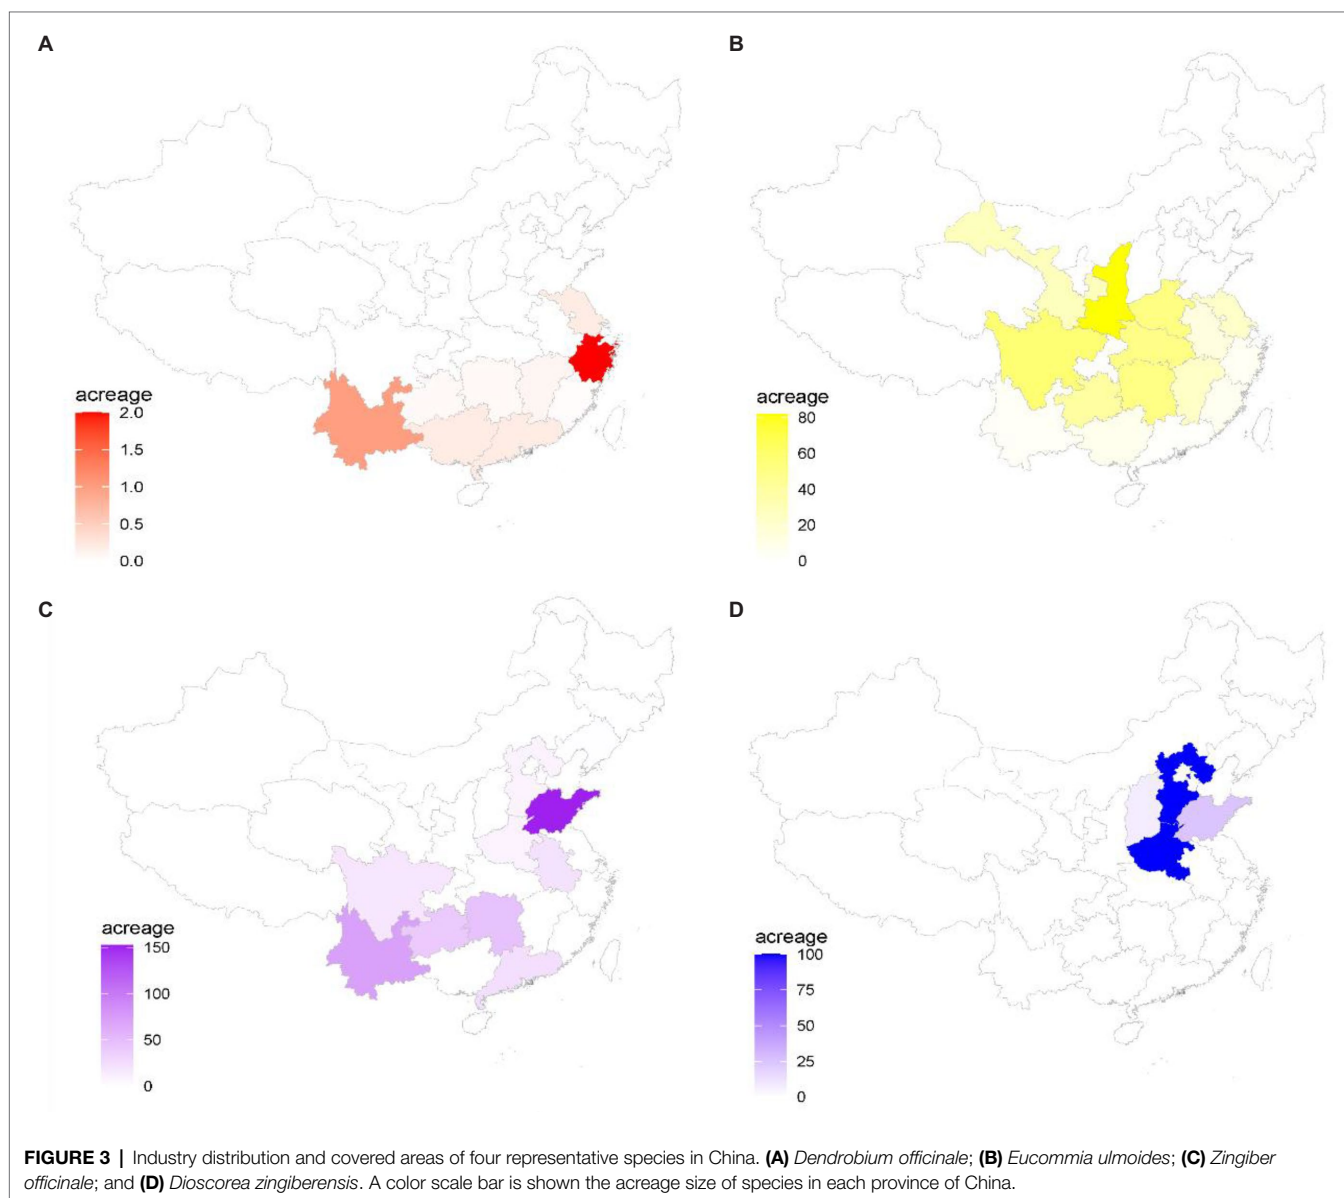 A
B
acreage
2.0
1.5
1.0
0.5
0.0
acreage
80
60
40
20
0
C
D
acreage
150
100
50
0
acreage
100
75
50
25
0
FIGURE 3 | Industry distribution and covered areas of four representative species in China. (A) Dendrobium officinale; (B) Eucommia ulmoides; (C) Zingiber
officinale; and (D) Dioscorea zingiberensis. A color scale bar is shown the acreage size of species in each province of China.